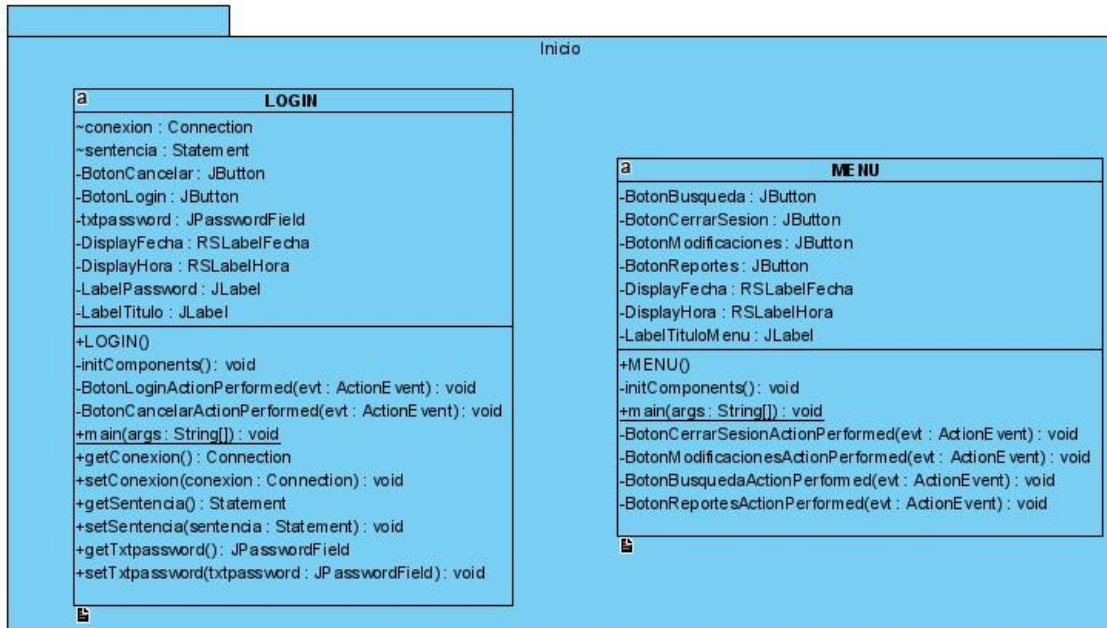 Inicio
a
LOGIN
~conexion : Connection
~sentencia : Statement
-BotonCancelar : JButton
-BotonLogin : JButton
-txtpassword : JPasswordField
-DisplayFecha : RSLabelFecha
-DisplayHora : RSLabelHora
-LabelPassword : JLabel
-LabelTitulo : JLabel
+LOGIN()
-initComponents() : void
-BotonLoginActionPerformed(evt : ActionEvent) : void
-BotonCancelarActionPerformed(evt : ActionEvent) : void
+main(args : String[]) : void
+getConexion() : Connection
+setConexion(conexion : Connection) : void
+getSentencia() : Statement
+setSentencia(sentencia : Statement) : void
+getTxtpassword() : JPasswordField
+setTxtpassword(txtpassword : JPasswordField) : void
a
MENU
-BotonBusqueda : JButton
-BotonCerrarSesion : JButton
-BotonModificaciones : JButton
-BotonReportes : JButton
-DisplayFecha : RSLabelFecha
-DisplayHora : RSLabelHora
-LabelTituloMenu : JLabel
+MENU()
-initComponents() : void
+main(args : String[]) : void
-BotonCerrarSesionActionPerformed(evt : ActionEvent) : void
-BotonModificacionesActionPerformed(evt : ActionEvent) : void
-BotonBusquedaActionPerformed(evt : ActionEvent) : void
-BotonReportesActionPerformed(evt : ActionEvent) : void